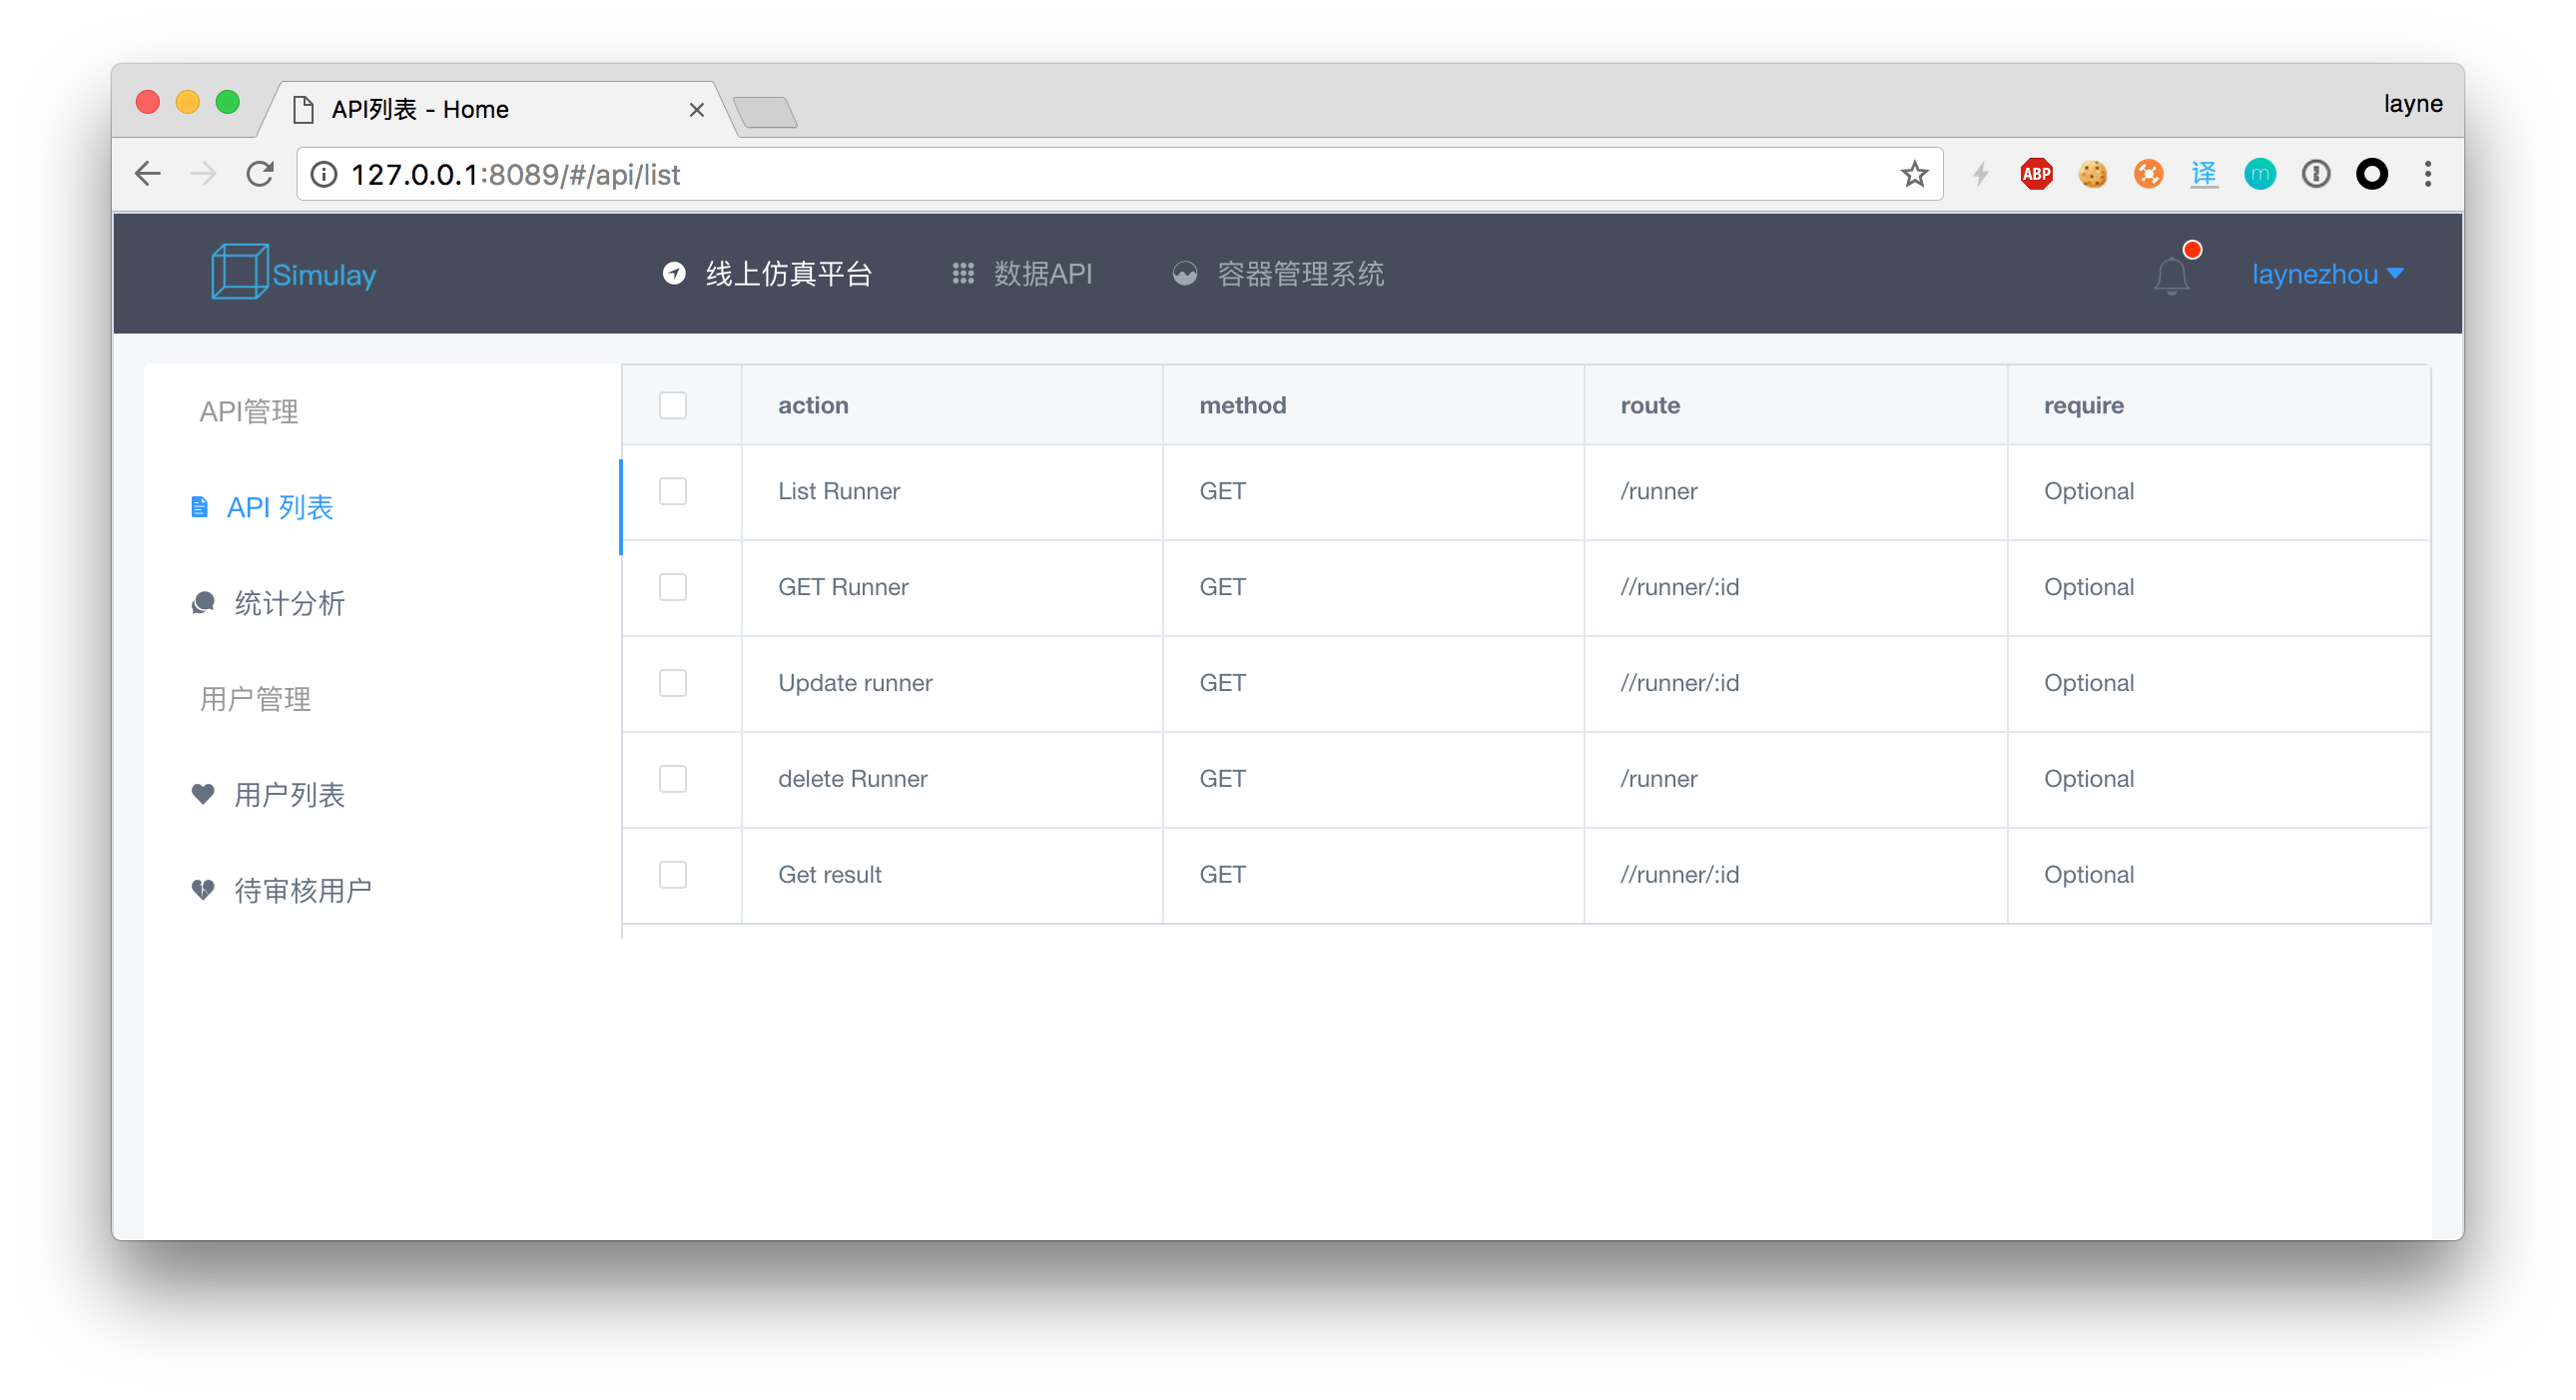 API列表 - Home
layne
127.0.0.1:8089/#/api/list
ABP
译
m
Simulay
线上仿真平台
数据API
容器管理系统
laynezhou
API管理
API 列表
统计分析
用户管理
用户列表
待审核用户
action method route require
List Runner GET /runner Optional
GET Runner GET //runner/:id Optional
Update runner GET //runner/:id Optional
delete Runner GET /runner Optional
Get result GET //runner/:id Optional